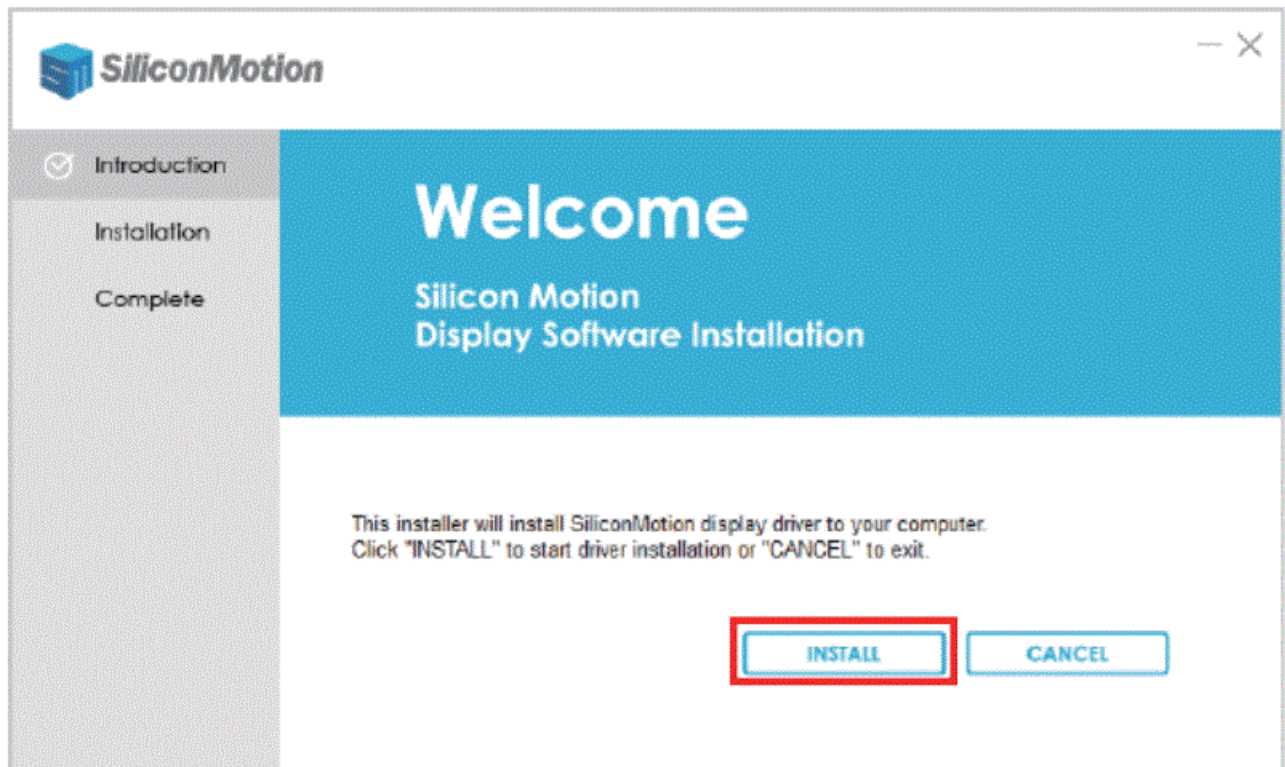 SiliconMotion
Introduction
Installation
Complete
Welcome
Silicon Motion
Display Software Installation
This installer will install SiliconMotion display driver to your computer.
Click "INSTALL" to start driver installation or "CANCEL" to exit.
INSTALL
CANCEL